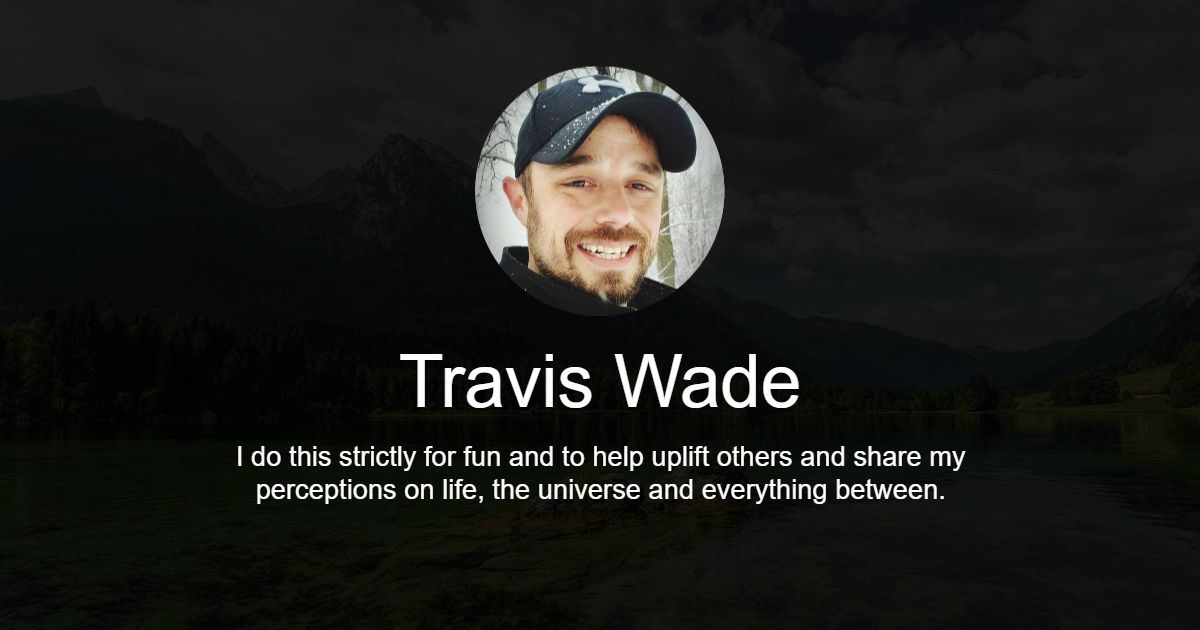 Travis Wade
I do this strictly for fun and to help uplift others and share my
perceptions on life, the universe and everything between.